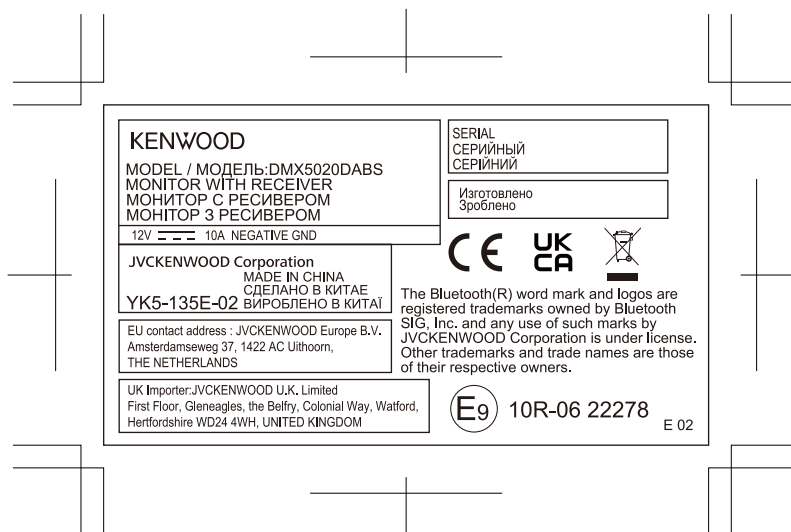 KENWOOD
MODEL / МОДЕЛЬ:DMX5020DABS
MONITOR WITH RECEIVER
МОНИТОР С РЕСИВЕРОМ
МОНІТОР З РЕСИВЕРОМ
12V 10A NEGATIVE GND
JVCKENWOOD Corporation
MADE IN CHINA
СДЕЛАНО В КИТАЕ
YK5-135E-02 ВИРОБЛЕНО В КИТАЇ
EU contact address : JVCKENWOOD Europe B.V.
Amsterdamseweg 37, 1422 AC Uithoorn,
THE NETHERLANDS
UK Importer:JVCKENWOOD U.K. Limited
First Floor, Gleneagles, the Belfry, Colonial Way, Watford,
Hertfordshire WD24 4WH, UNITED KINGDOM
SERIAL
СЕРИЙНЫЙ
СЕРІЙНИЙ
Изготовлено
Зроблено
CE UK
CA
The Bluetooth(R) word mark and logos are
registered trademarks owned by Bluetooth
SIG, Inc. and any use of such marks by
JVCKENWOOD Corporation is under license.
Other trademarks and trade names are those
of their respective owners.
E9 10R-06 22278
E 02